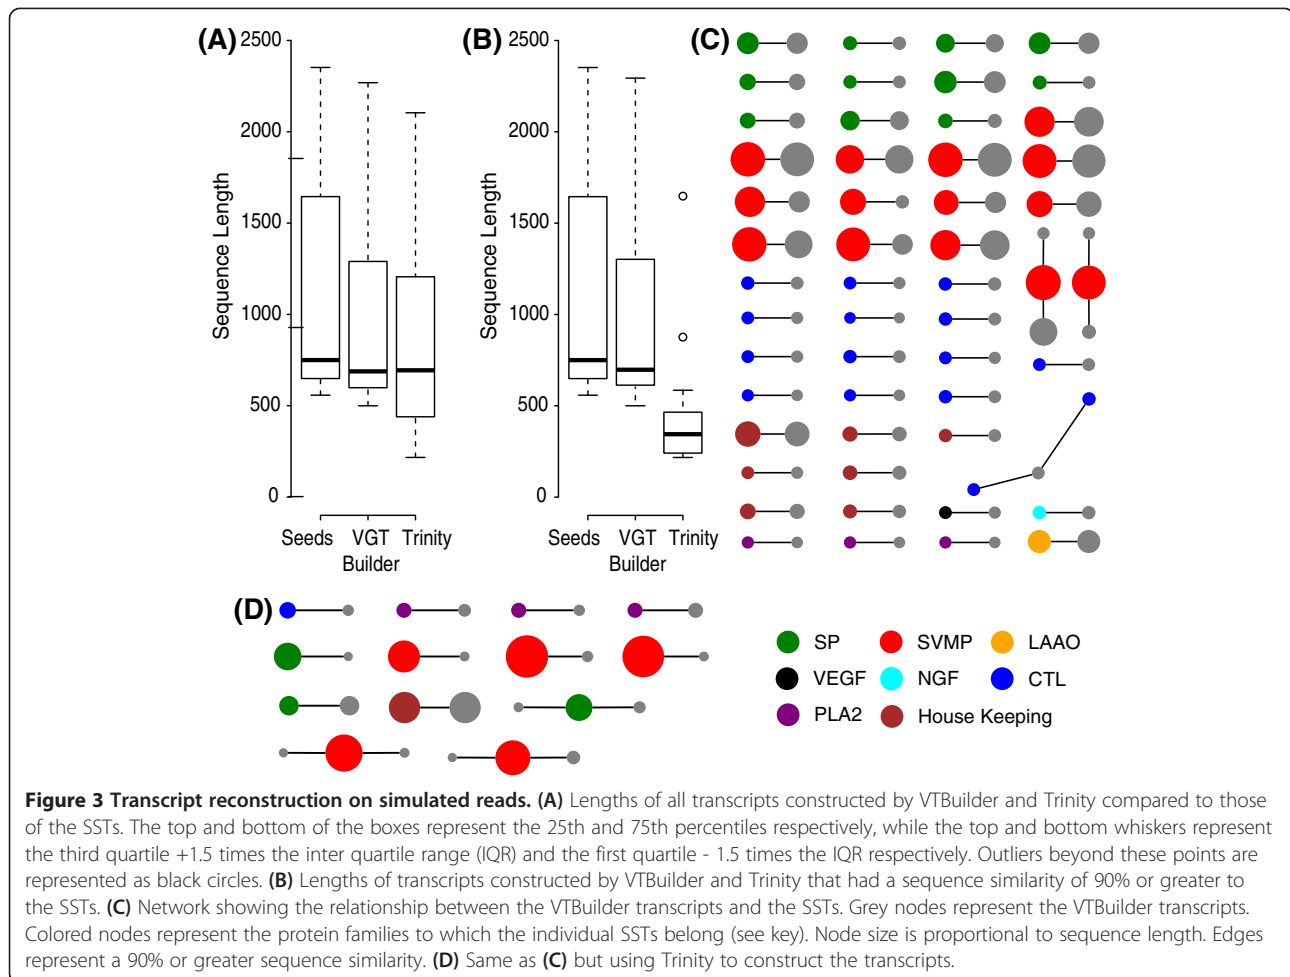 (A)
2500
2000
1500
1000
500
0
Sequence Length
Seeds
VGT
Builder
Trinity
(B)
2500
2000
1500
1000
500
0
Sequence Length
Seeds
VGT
Builder
Trinity
(C)
(D)
SP
SVMP
LAAO
VEGF
NGF
CTL
PLA2
House Keeping
Figure 3 Transcript reconstruction on simulated reads. (A) Lengths of all transcripts constructed by VTBuilder and Trinity compared to those
of the SSTs. The top and bottom of the boxes represent the 25th and 75th percentiles respectively, while the top and bottom whiskers represent
the third quartile +1.5 times the inter quartile range (IQR) and the first quartile - 1.5 times the IQR respectively. Outliers beyond these points are
represented as black circles. (B) Lengths of transcripts constructed by VTBuilder and Trinity that had a sequence similarity of 90% or greater to
the SSTs. (C) Network showing the relationship between the VTBuilder transcripts and the SSTs. Grey nodes represent the VTBuilder transcripts.
Colored nodes represent the protein families to which the individual SSTs belong (see key). Node size is proportional to sequence length. Edges
represent a 90% or greater sequence similarity. (D) Same as (C) but using Trinity to construct the transcripts.